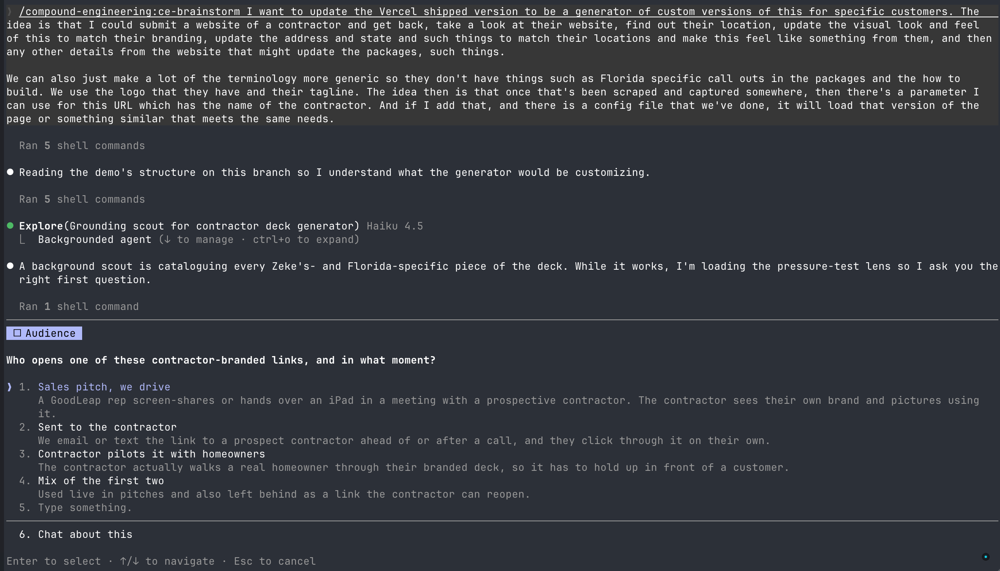 ❯ /compound-engineering:ce-brainstorm I want to update the Vercel shipped version to be a generator of custom versions of this for specific customers. The
idea is that I could submit a website of a contractor and get back, take a look at their website, find out their location, update the visual look and feel
of this to match their branding, update the address and state and such things to match their locations and make this feel like something from them, and then
any other details from the website that might update the packages, such things.
We can also just make a lot of the terminology more generic so they don't have things such as Florida specific call outs in the packages and the how to
build. We use the logo that they have and their tagline. The idea then is that once that's been scraped and captured somewhere, then there's a parameter I
can use for this URL which has the name of the contractor. And if I add that, and there is a config file that we've done, it will load that version of the
page or something similar that meets the same needs.
Ran 5 shell commands
● Reading the demo's structure on this branch so I understand what the generator would be customizing.
Ran 5 shell commands
● Explore(Grounding scout for contractor deck generator) Haiku 4.5
⎿ Backgrounded agent (↓ to manage · ctrl+o to expand)
● A background scout is cataloguing every Zeke's- and Florida-specific piece of the deck. While it works, I'm loading the pressure-test lens so I ask you the
right first question.
Ran 1 shell command
☐ Audience
Who opens one of these contractor-branded links, and in what moment?
❯ 1. Sales pitch, we drive
A GoodLeap rep screen-shares or hands over an iPad in a meeting with a prospective contractor. The contractor sees their own brand and pictures using
it.
2. Sent to the contractor
We email or text the link to a prospect contractor ahead of or after a call, and they click through it on their own.
3. Contractor pilots it with homeowners
The contractor actually walks a real homeowner through their branded deck, so it has to hold up in front of a customer.
4. Mix of the first two
Used live in pitches and also left behind as a link the contractor can reopen.
5. Type something.
6. Chat about this
Enter to select · ↑/↓ to navigate · Esc to cancel